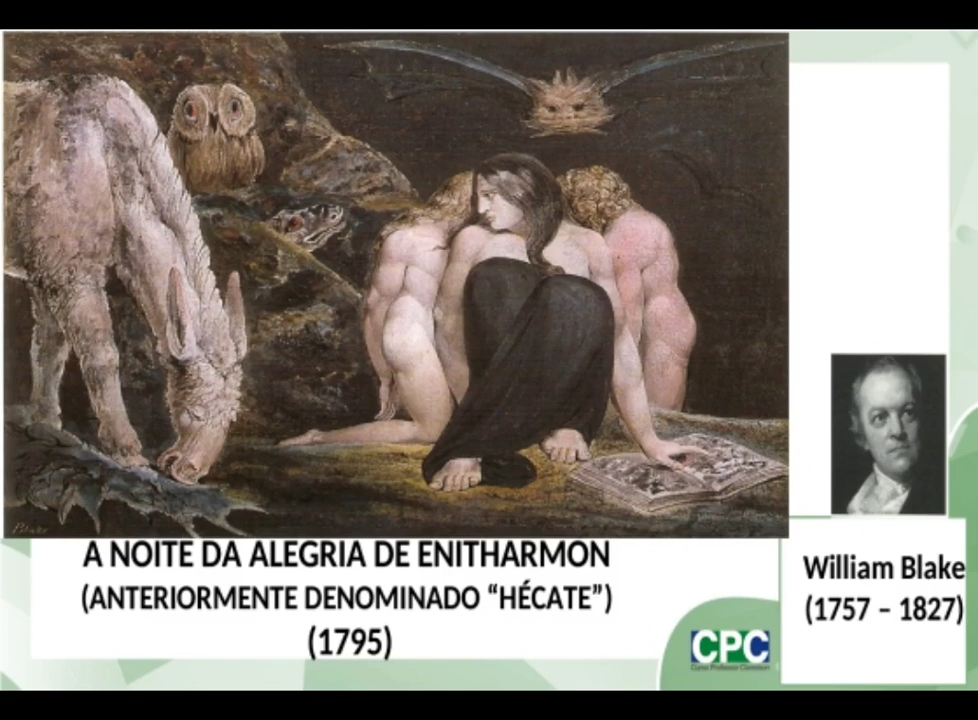 A NOITE DA ALEGRIA DE ENITHARMON
(ANTERIORMENTE DENOMINADO “HÉCATE”)
(1795)
William Blake
(1757 – 1827)
CPC